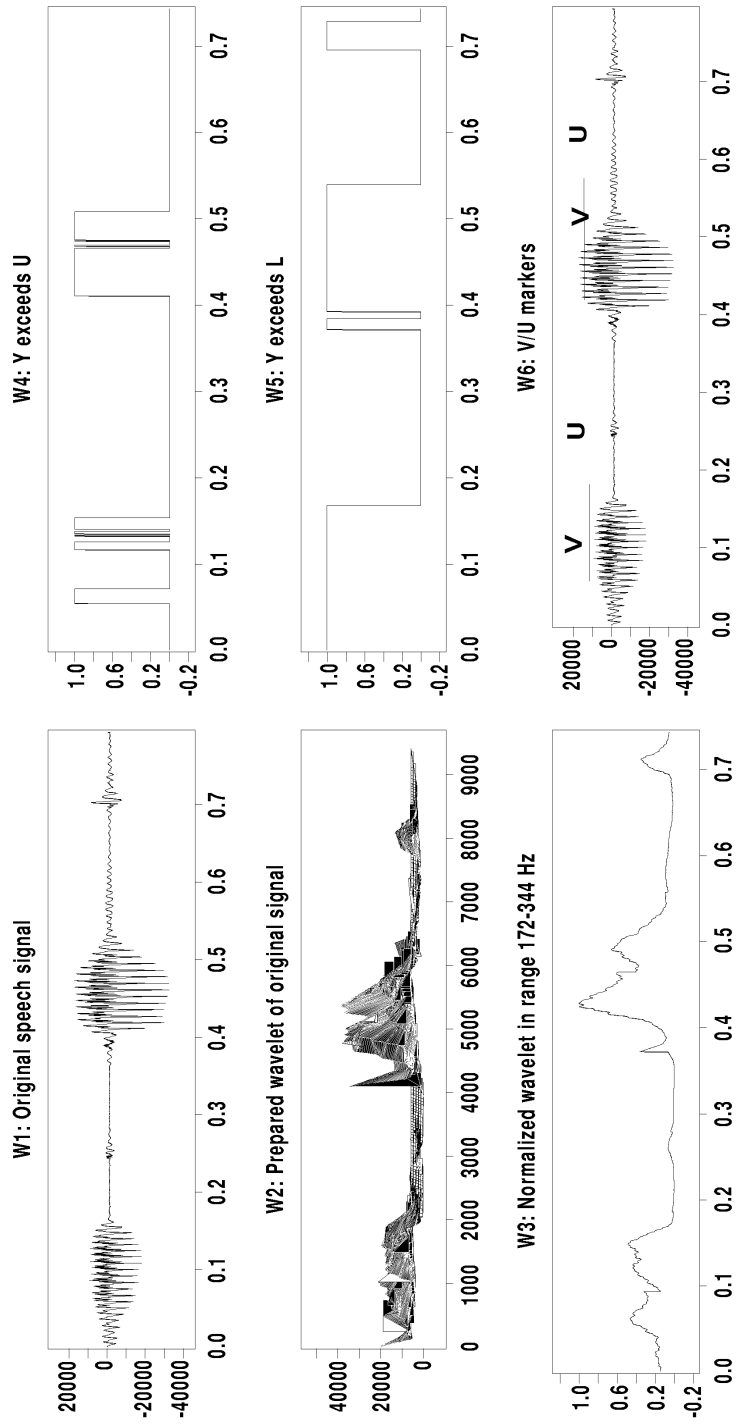 W1: Original speech signal
20000
0
-20000
-40000
0.0 0.1 0.2 0.3 0.4 0.5 0.6 0.7
W2: Prepared wavelet of original signal
40000
20000
0
0 1000 2000 3000 4000 5000 6000 7000 8000 9000
W3: Normalized wavelet in range 172-344 Hz
1.0
0.6
0.2
-0.2
0.0 0.1 0.2 0.3 0.4 0.5 0.6 0.7
W4: Y exceeds U
1.0
0.6
0.2
-0.2
0.0 0.1 0.2 0.3 0.4 0.5 0.6 0.7
W5: Y exceeds L
1.0
0.6
0.2
-0.2
0.0 0.1 0.2 0.3 0.4 0.5 0.6 0.7
W6: V/U markers
V U V U
20000
0
-20000
-40000
0.0 0.1 0.2 0.3 0.4 0.5 0.6 0.7